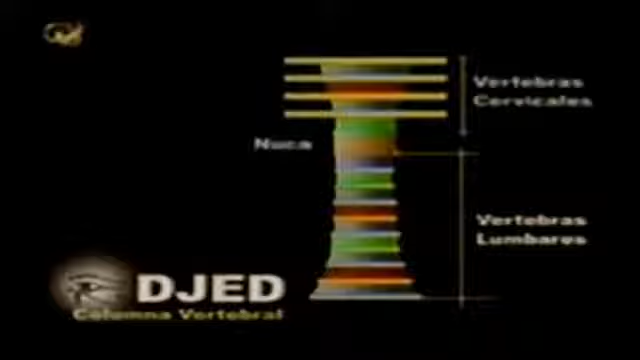 Vertebras
Cervicales
Nuca
Vertebras
Lumbares
DJED
Columna Vertebral